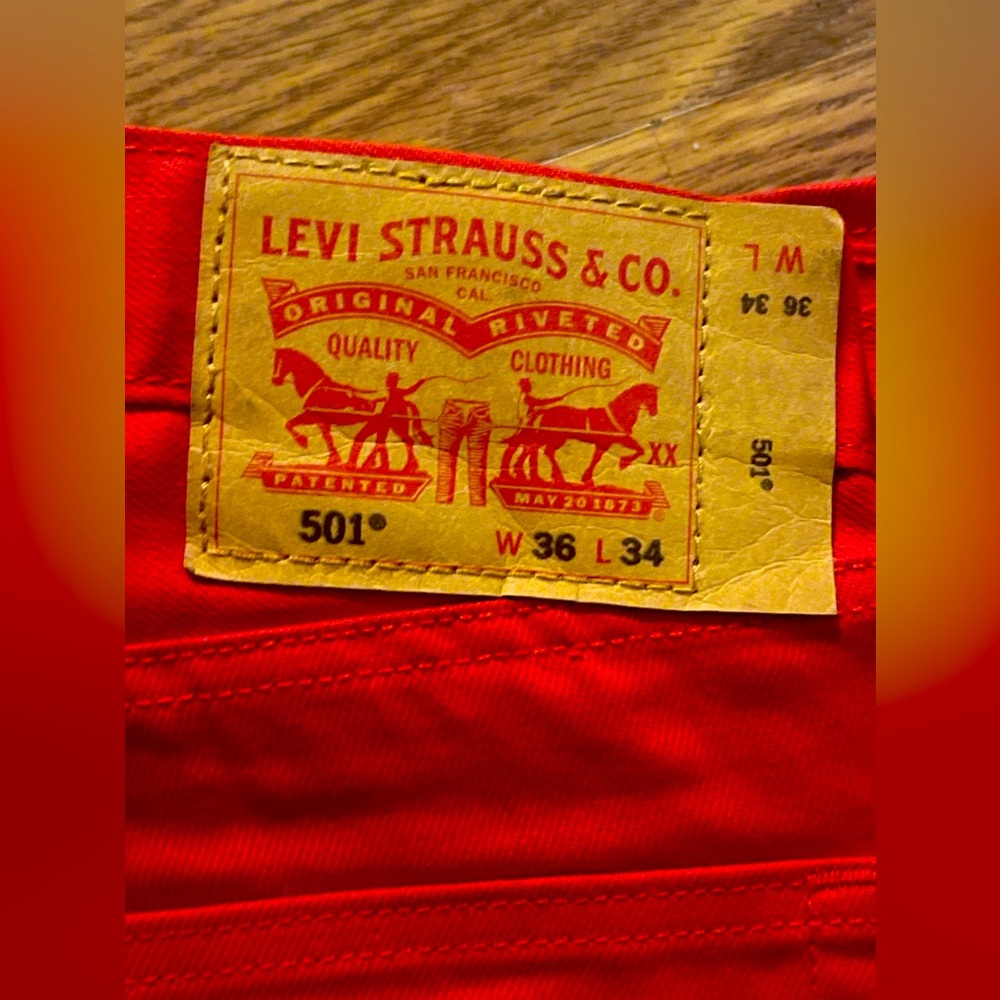 LEVI STRAUSS & CO.
SAN FRANCISCO
CAL.
ORIGINAL RIVETED
QUALITY CLOTHING
XX
PATENTED MAY 20 1873
®
501® W 36 L 34
W L
36 34
501®